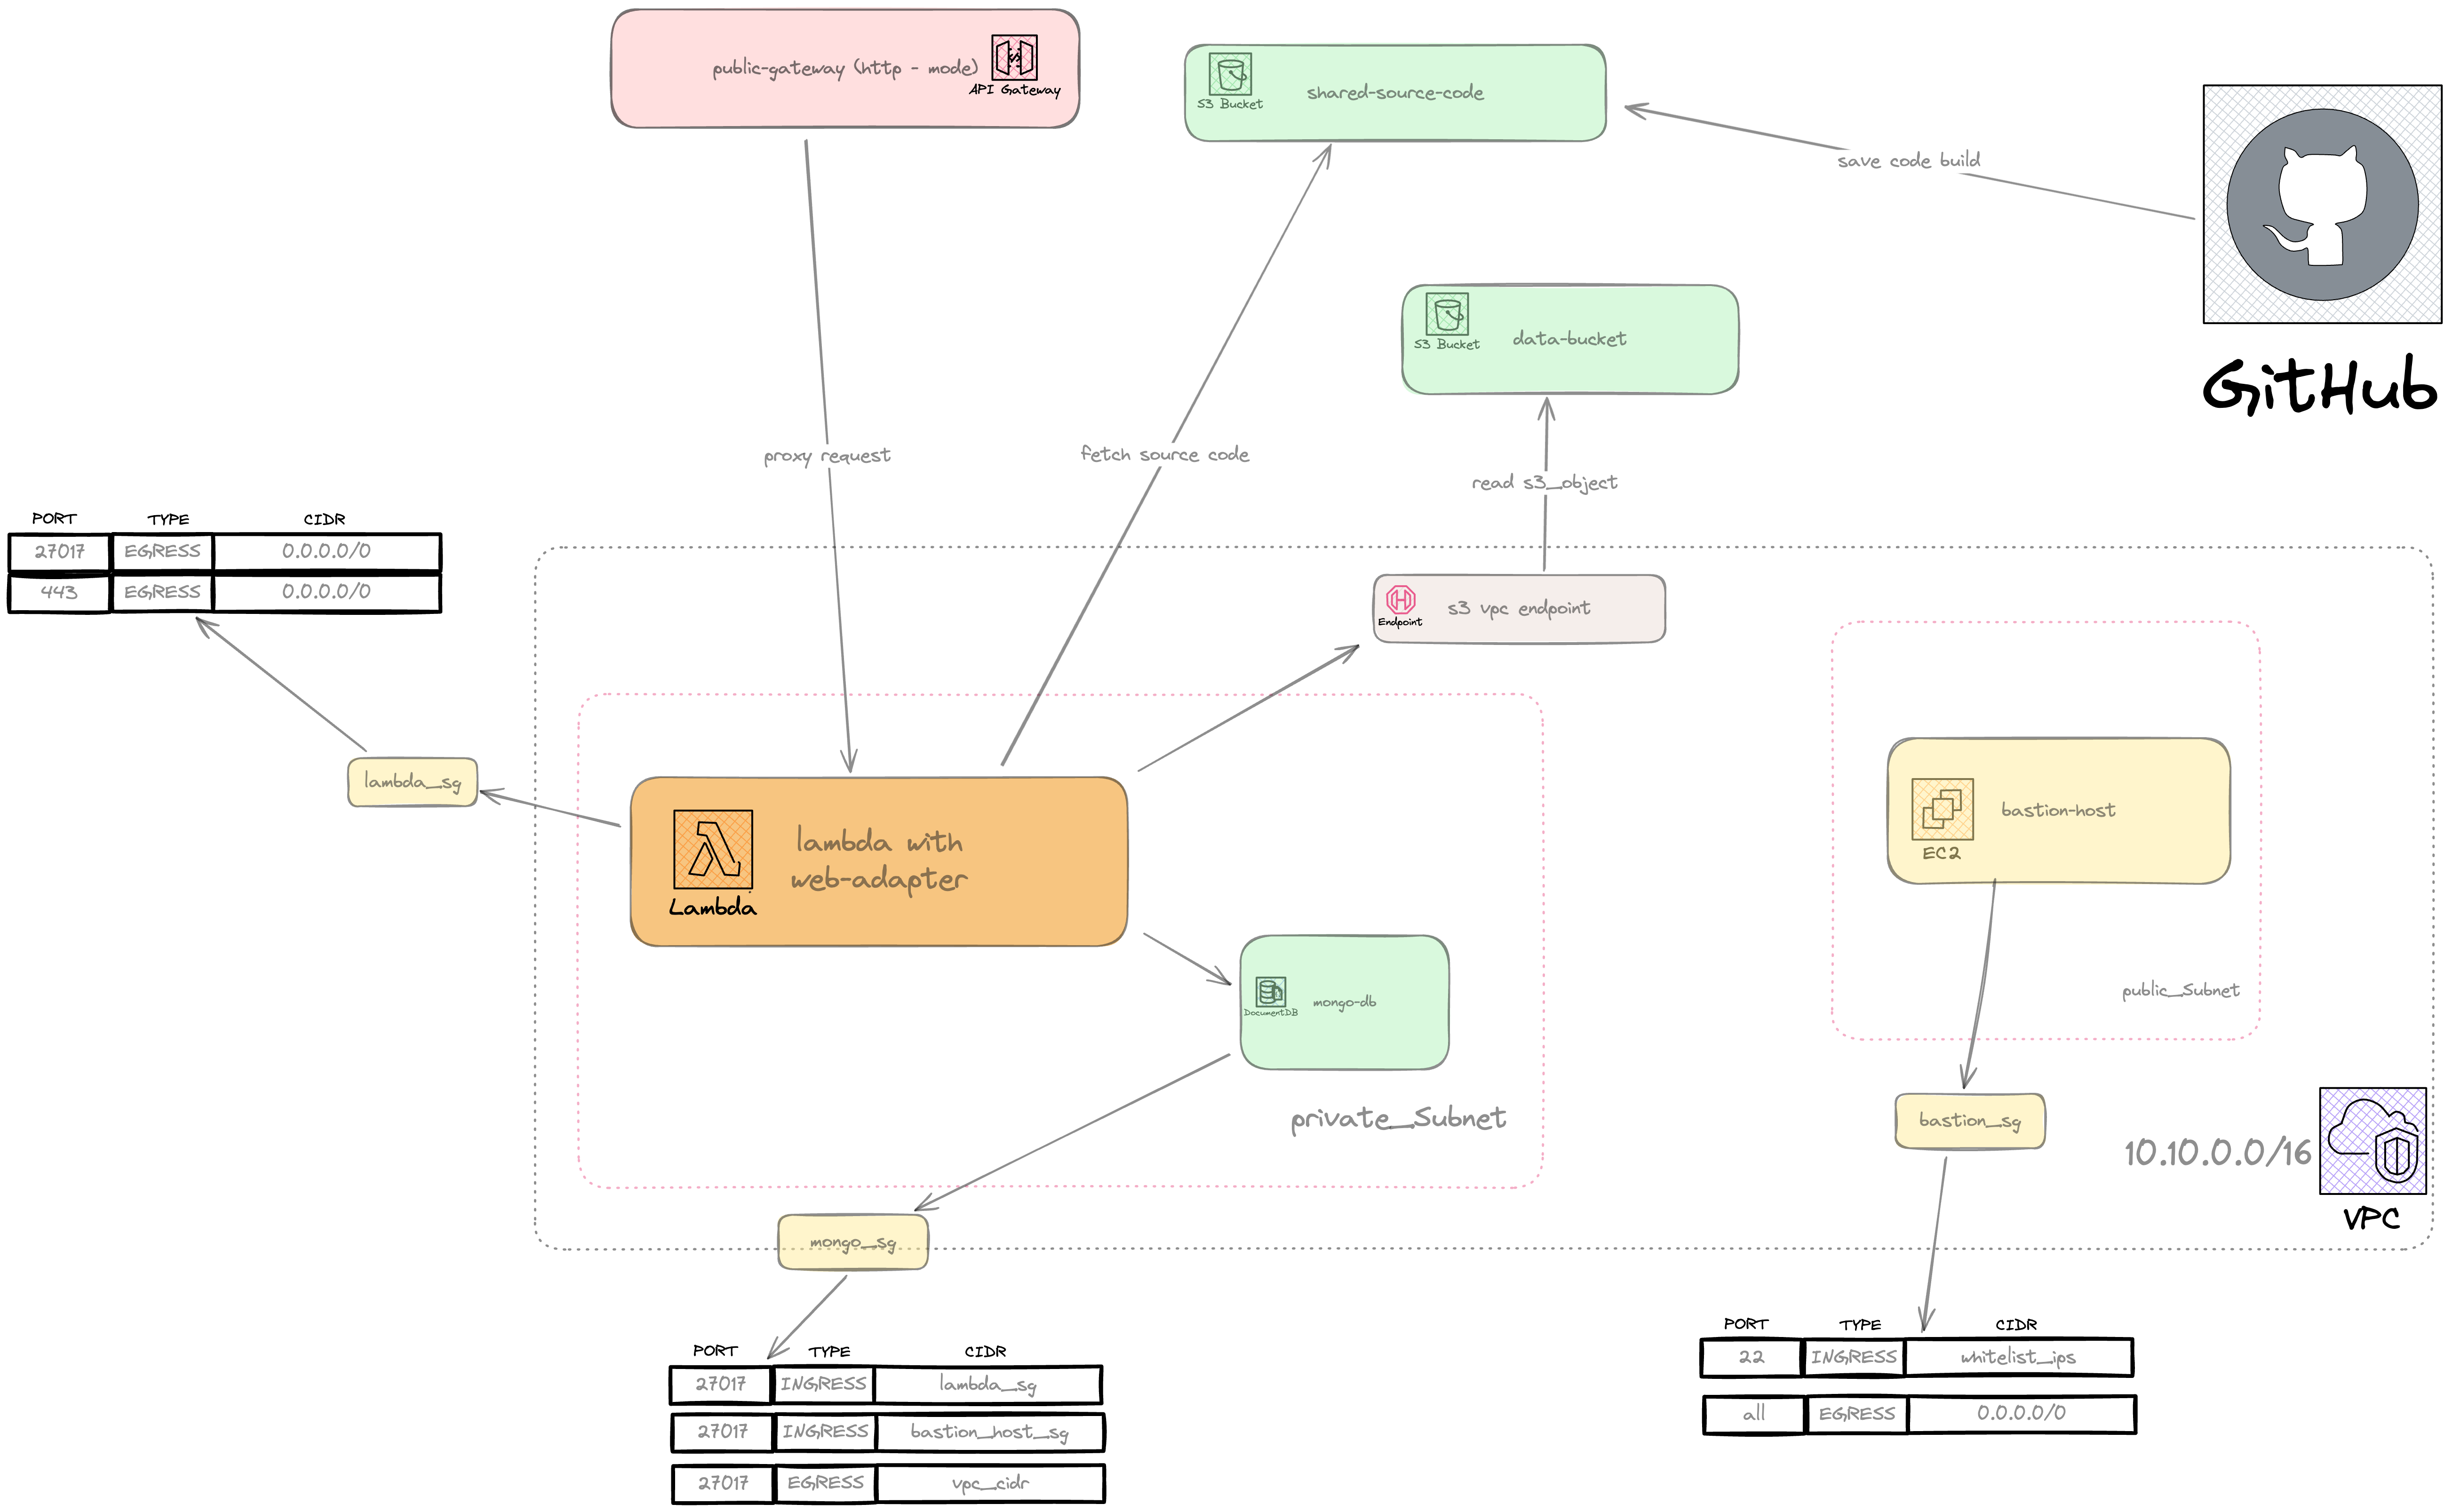 public-gateway (http - mode)
API Gateway
S3 Bucket
shared-source-code
save code build
GitHub
S3 Bucket
data-bucket
proxy request
fetch source code
read s3_object
PORT TYPE CIDR
27017 EGRESS 0.0.0.0/0
443 EGRESS 0.0.0.0/0
Endpoint
s3 vpc endpoint
lambda_sg
lambda with
web-adapter
Lambda
bastion-host
EC2
mongo-db
DocumentDB
public_Subnet
private_Subnet
bastion_sg
10.10.0.0/16
VPC
mongo_sg
PORT TYPE CIDR
27017 INGRESS lambda_sg
27017 INGRESS bastion_host_sg
27017 EGRESS vpc_cidr
PORT TYPE CIDR
22 INGRESS whitelist_ips
all EGRESS 0.0.0.0/0